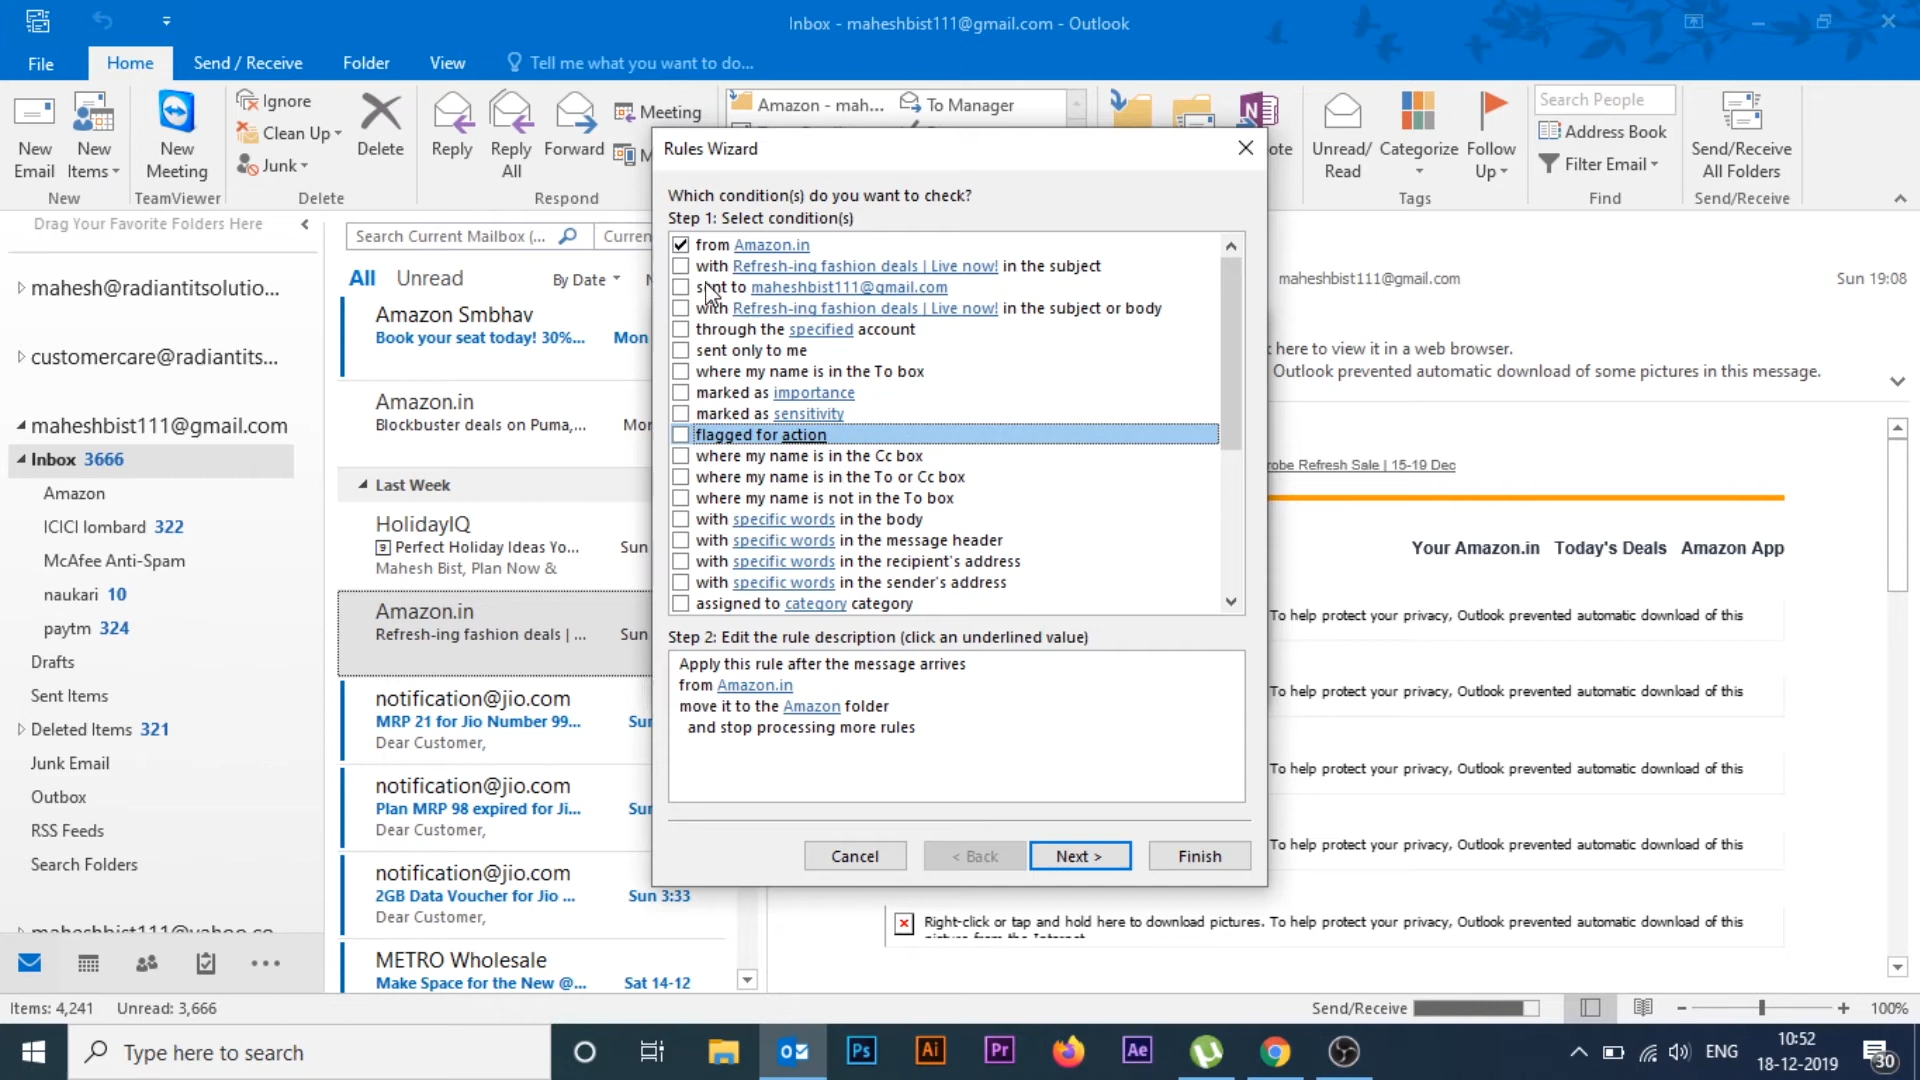 Inbox - maheshbist111@gmail.com - Outlook
File Home Send / Receive Folder View Tell me what you want to do...
New Email
New Items
New Meeting
Ignore
Clean Up
Junk
Delete
Reply
Reply All
Forward
Meeting
Amazon - mah... To Manager
Unread/ Read
Categorize
Follow Up
Search People
Address Book
Filter Email
Send/Receive All Folders
New TeamViewer Delete Respond Tags Find Send/Receive
Drag Your Favorite Folders Here
mahesh@radiantitsolutio...
customercare@radiantits...
maheshbist111@gmail.com
Inbox 3666
Amazon
ICICI lombard 322
McAfee Anti-Spam
naukari 10
paytm 324
Drafts
Sent Items
Deleted Items 321
Junk Email
Outbox
RSS Feeds
Search Folders
Search Current Mailbox (...
All Unread By Date
Amazon Smbhav
Book your seat today! 30%... Mon
Amazon.in
Blockbuster deals on Puma,...
Last Week
HolidayIQ
Perfect Holiday Ideas Yo... Sun
Mahesh Bist, Plan Now &
Amazon.in
Refresh-ing fashion deals | ... Sun
notification@jio.com
MRP 21 for Jio Number 99...
Dear Customer,
notification@jio.com
Plan MRP 98 expired for Ji...
Dear Customer,
notification@jio.com
2GB Data Voucher for Jio ... Sun 3:33
Dear Customer,
METRO Wholesale
Make Space for the New @... Sat 14-12
Rules Wizard
Which condition(s) do you want to check?
Step 1: Select condition(s)
from Amazon.in
with Refresh-ing fashion deals | Live now! in the subject
sent to maheshbist111@gmail.com
with Refresh-ing fashion deals | Live now! in the subject or body
through the specified account
sent only to me
where my name is in the To box
marked as importance
marked as sensitivity
flagged for action
where my name is in the Cc box
where my name is in the To or Cc box
where my name is not in the To box
with specific words in the body
with specific words in the message header
with specific words in the recipient's address
with specific words in the sender's address
assigned to category category
Step 2: Edit the rule description (click an underlined value)
Apply this rule after the message arrives
from Amazon.in
move it to the Amazon folder
and stop processing more rules
Cancel < Back Next > Finish
maheshbist111@gmail.com Sun 19:08
here to view it in a web browser.
Outlook prevented automatic download of some pictures in this message.
Refresh Sale | 15-19 Dec
Your Amazon.in Today's Deals Amazon App
To help protect your privacy, Outlook prevented automatic download of this
To help protect your privacy, Outlook prevented automatic download of this
To help protect your privacy, Outlook prevented automatic download of this
To help protect your privacy, Outlook prevented automatic download of this
Right-click or tap and hold here to download pictures. To help protect your privacy, Outlook prevented automatic download of this
Items: 4,241 Unread: 3,666 Send/Receive 100%
Type here to search
Ps Ai Pr Ae
ENG
10:52
18-12-2019
30